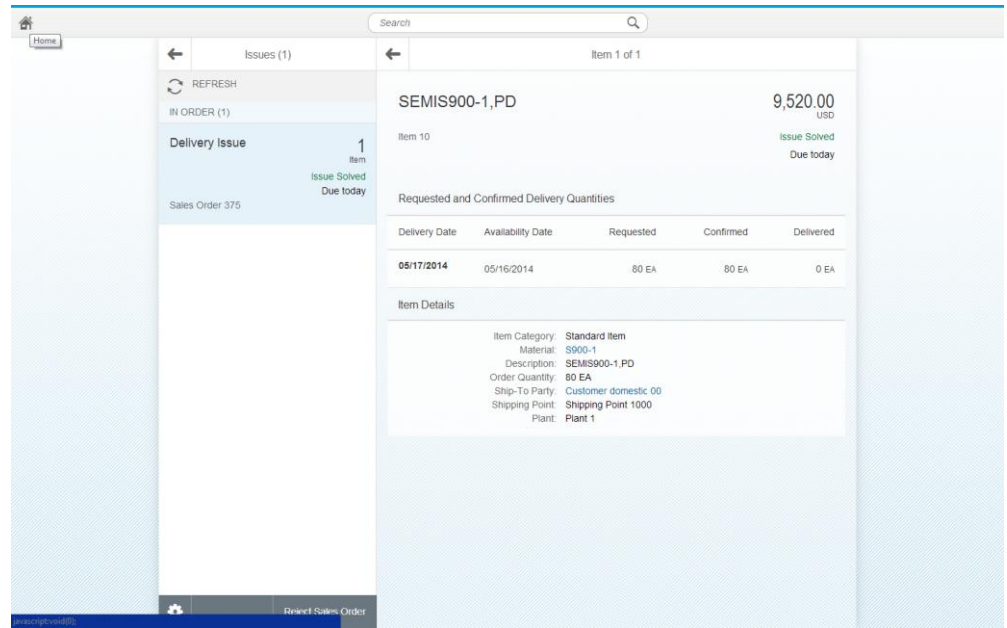 Search
Home
Issues (1)
Item 1 of 1
REFRESH
IN ORDER (1)
Delivery Issue
1
Item
Issue Solved
Due today
Sales Order 375
SEMIS900-1,PD
9,520.00
USD
Item 10
Issue Solved
Due today
Requested and Confirmed Delivery Quantities
Delivery Date Availability Date Requested Confirmed Delivered
05/17/2014 05/16/2014 80 EA 80 EA 0 EA
Item Details
Item Category: Standard Item
Material: S900-1
Description: SEMIS900-1,PD
Order Quantity: 80 EA
Ship-To Party: Customer domestic 00
Shipping Point: Shipping Point 1000
Plant: Plant 1
Reject Sales Order
javascript:void(0);